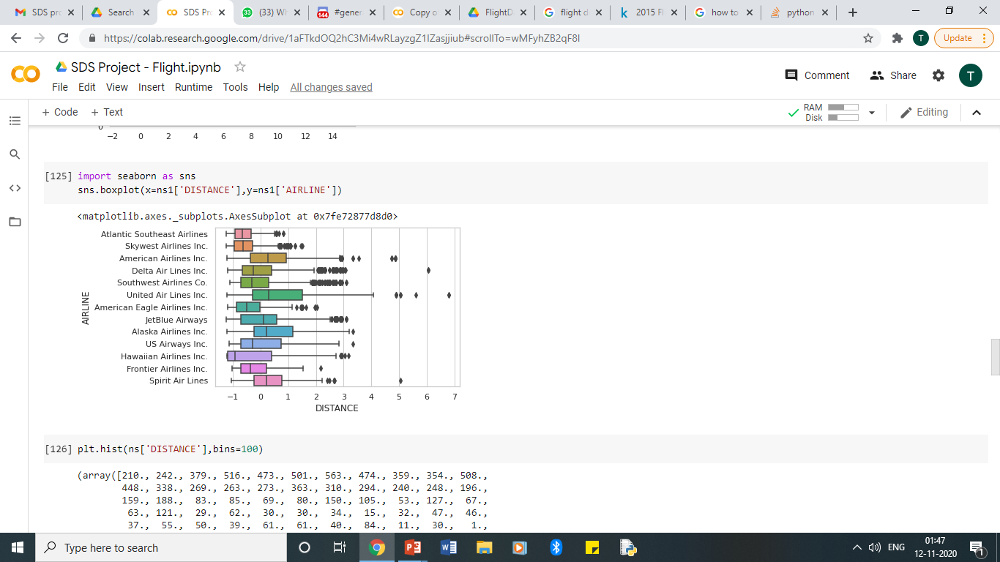 SDS pro
Search
SDS Pro
(33) Wh
#gener
Copy o
FlightD
flight d
2015 Fl
how to
python
https://colab.research.google.com/drive/1aFTkdOQ2hC3Mi4wRLayzgZ1IZasjjiub#scrollTo=wMFyhZB2qF8I
T
Update
CO
SDS Project - Flight.ipynb
File Edit View Insert Runtime Tools Help All changes saved
Comment
Share
T
+ Code + Text
RAM
Disk
Editing
0
−2 0 2 4 6 8 10 12 14
[125] import seaborn as sns
sns.boxplot(x=ns1['DISTANCE'],y=ns1['AIRLINE'])
<matplotlib.axes._subplots.AxesSubplot at 0x7fe72877d8d0>
Atlantic Southeast Airlines
Skywest Airlines Inc.
American Airlines Inc.
Delta Air Lines Inc.
Southwest Airlines Co.
United Air Lines Inc.
American Eagle Airlines Inc.
JetBlue Airways
Alaska Airlines Inc.
US Airways Inc.
Hawaiian Airlines Inc.
Frontier Airlines Inc.
Spirit Air Lines
AIRLINE
−1 0 1 2 3 4 5 6 7
DISTANCE
[126] plt.hist(ns['DISTANCE'],bins=100)
(array([210., 242., 379., 516., 473., 501., 563., 474., 359., 354., 508.,
448., 338., 269., 263., 273., 363., 310., 294., 240., 248., 196.,
159., 188., 83., 85., 69., 80., 150., 105., 53., 127., 67.,
63., 121., 29., 62., 30., 30., 34., 15., 32., 47., 46.,
37., 55., 50., 39., 61., 61., 40., 84., 11., 30., 1.,
Type here to search
ENG
01:47
12-11-2020
1